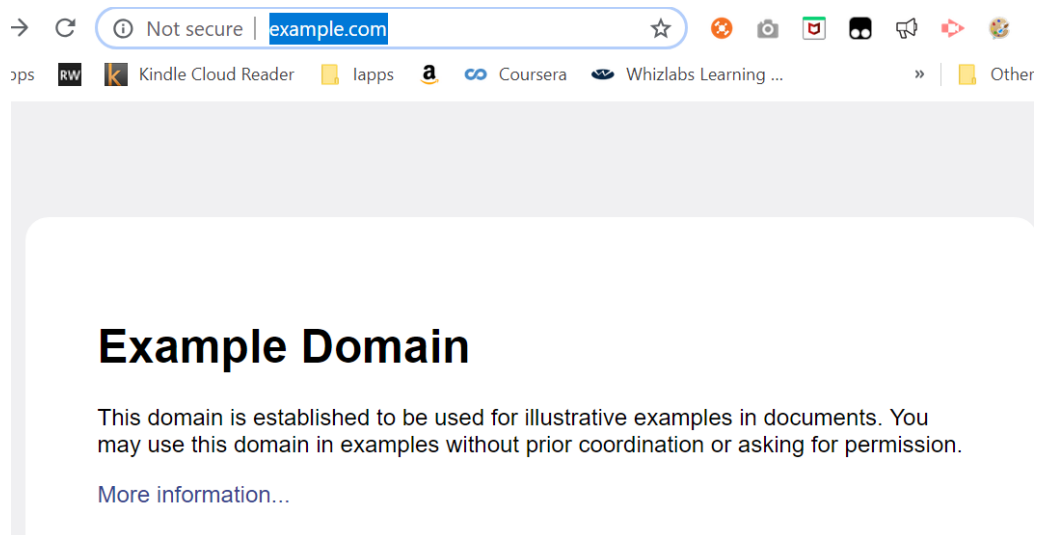 Not secure | example.com
pps RW Kindle Cloud Reader lapps a Coursera Whizlabs Learning ... » Other
Example Domain
This domain is established to be used for illustrative examples in documents. You
may use this domain in examples without prior coordination or asking for permission.
More information...